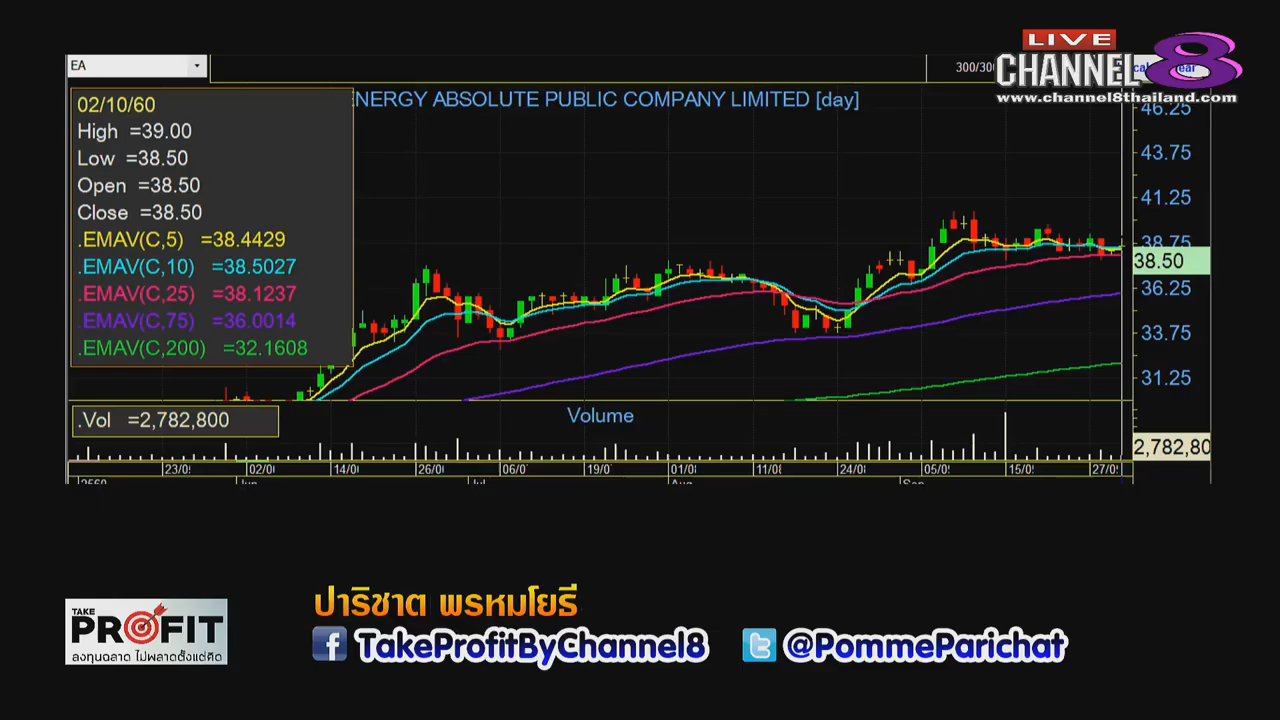 LIVE
CHANNEL 8
www.channel8thailand.com
EA
300/300
ENERGY ABSOLUTE PUBLIC COMPANY LIMITED [day]
02/10/60
High =39.00
Low =38.50
Open =38.50
Close =38.50
.EMAV(C,5) =38.4429
.EMAV(C,10) =38.5027
.EMAV(C,25) =38.1237
.EMAV(C,75) =36.0014
.EMAV(C,200) =32.1608
46.25
43.75
41.25
38.75
38.50
36.25
33.75
31.25
.Vol =2,782,800
Volume
2,782,80
23/0 02/0 14/0 26/0 06/0 19/0 01/0 11/0 24/0 05/0 15/0 27/0
2560 Jun Jul Aug Sep
TAKE
PROFIT
ลงทุนฉลาด ไม่พลาดตั้งแต่คิด
ปาริชาต พรหมโยธี
TakeProfitByChannel8
@PommeParichat